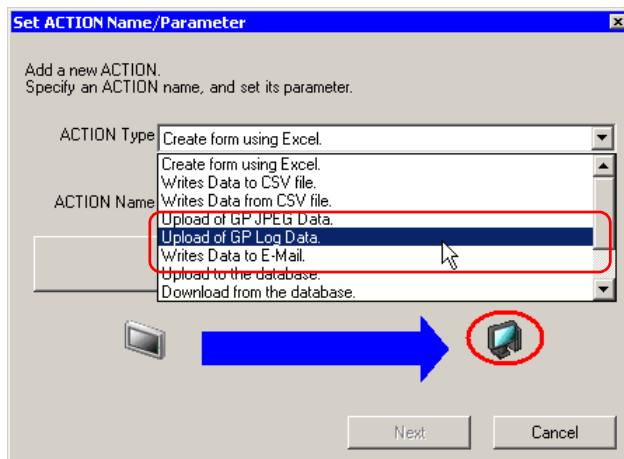 Set ACTION Name/Parameter
Add a new ACTION.
Specify an ACTION name, and set its parameter.
ACTION Type
Create form using Excel.
Create form using Excel.
Writes Data to CSV file.
ACTION Name
Writes Data from CSV file.
Upload of GP JPEG Data.
Upload of GP Log Data.
Writes Data to E-Mail.
Upload to the database.
Download from the database.
Next
Cancel